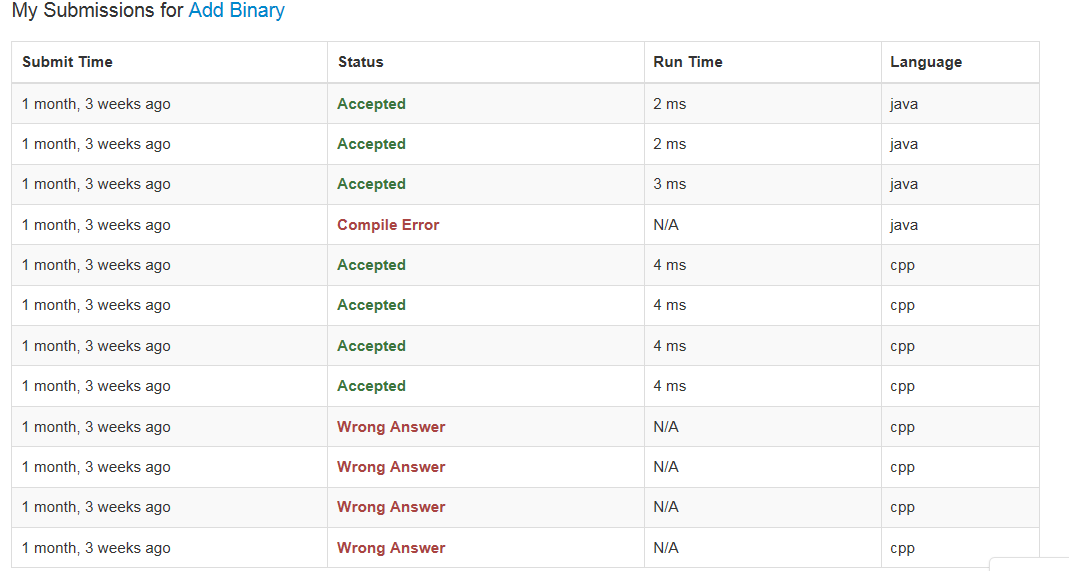 My Submissions for Add Binary
Submit Time Status Run Time Language
1 month, 3 weeks ago Accepted 2 ms java
1 month, 3 weeks ago Accepted 2 ms java
1 month, 3 weeks ago Accepted 3 ms java
1 month, 3 weeks ago Compile Error N/A java
1 month, 3 weeks ago Accepted 4 ms cpp
1 month, 3 weeks ago Accepted 4 ms cpp
1 month, 3 weeks ago Accepted 4 ms cpp
1 month, 3 weeks ago Accepted 4 ms cpp
1 month, 3 weeks ago Wrong Answer N/A cpp
1 month, 3 weeks ago Wrong Answer N/A cpp
1 month, 3 weeks ago Wrong Answer N/A cpp
1 month, 3 weeks ago Wrong Answer N/A cpp